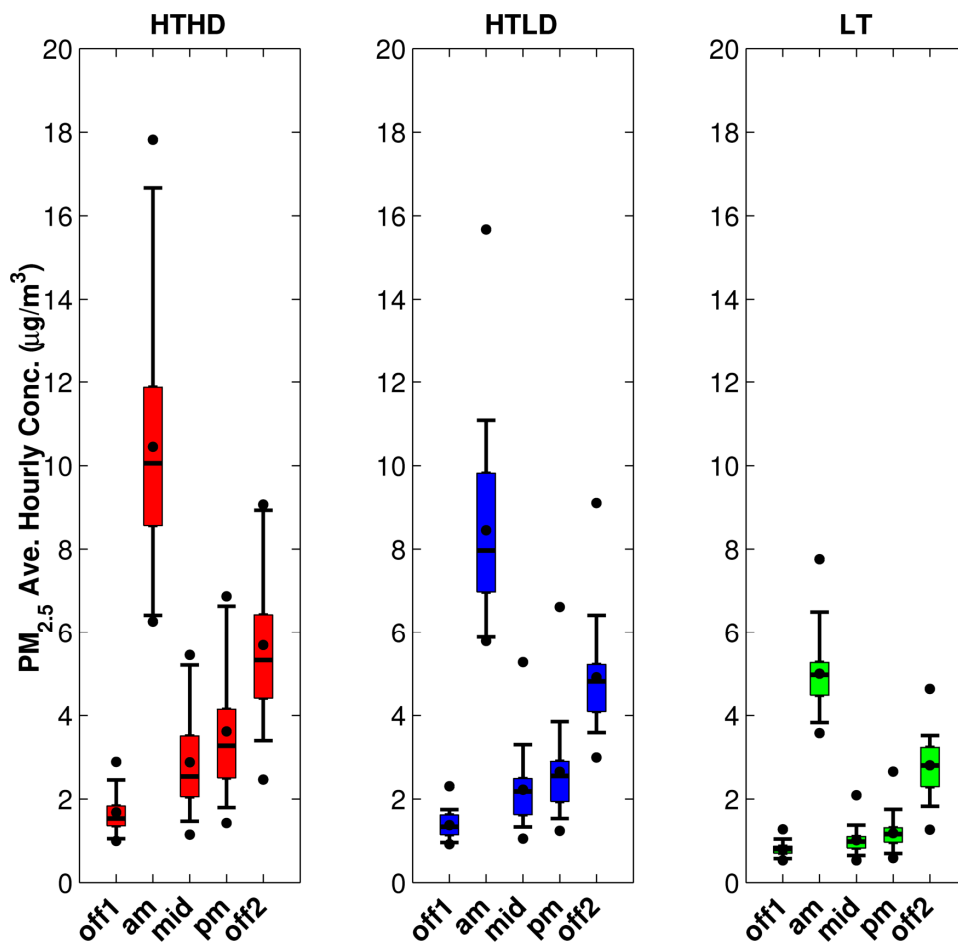 HTHD
HTLD
LT
PM2.5 Ave. Hourly Conc. (μg/m³)
20
18
16
14
12
10
8
6
4
2
0
off1
am
mid
pm
off2
20
18
16
14
12
10
8
6
4
2
0
off1
am
mid
pm
off2
20
18
16
14
12
10
8
6
4
2
0
off1
am
mid
pm
off2